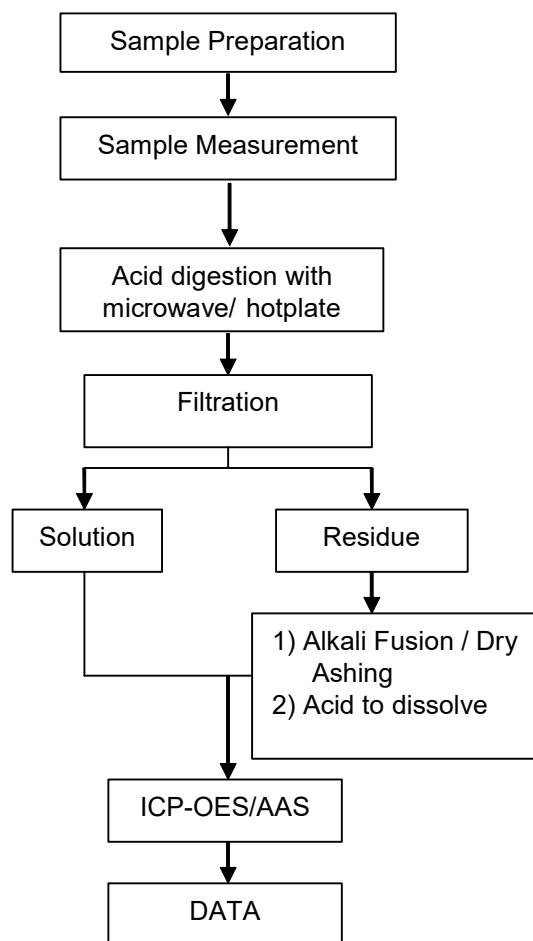 Sample Preparation
Sample Measurement
Acid digestion with
microwave/ hotplate
Filtration
Solution
Residue
1) Alkali Fusion / Dry
Ashing
2) Acid to dissolve
ICP-OES/AAS
DATA